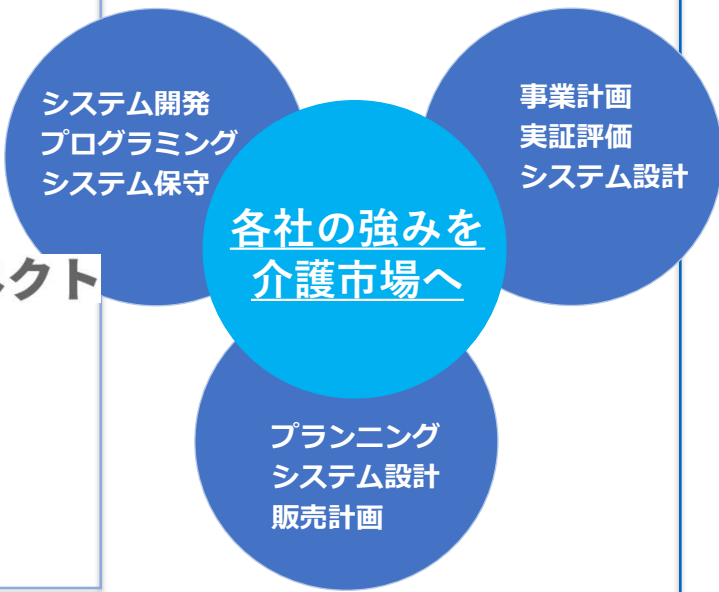 システム開発
プログラミング
システム保守
事業計画
実証評価
システム設計
各社の強みを
介護市場へ
クト
プランニング
システム設計
販売計画